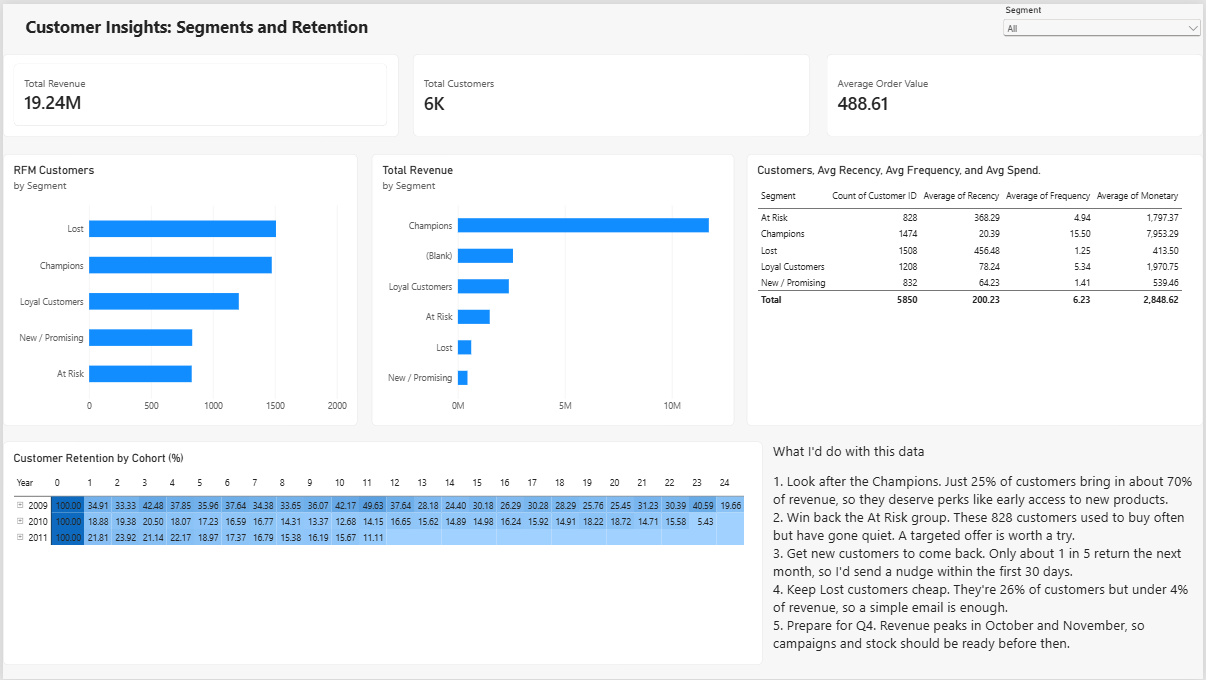 Customer Insights: Segments and Retention
Segment
All
Total Revenue
19.24M
Total Customers
6K
Average Order Value
488.61
RFM Customers
by Segment
Lost
Champions
Loyal Customers
New / Promising
At Risk
0 500 1000 1500 2000
Total Revenue
by Segment
Champions
(Blank)
Loyal Customers
At Risk
Lost
New / Promising
0M 5M 10M
Customers, Avg Recency, Avg Frequency, and Avg Spend.
Segment Count of Customer ID Average of Recency Average of Frequency Average of Monetary
At Risk 828 368.29 4.94 1,797.37
Champions 1474 20.39 15.50 7,953.29
Lost 1508 456.48 1.25 413.50
Loyal Customers 1208 78.24 5.34 1,970.75
New / Promising 832 64.23 1.41 539.46
Total 5850 200.23 6.23 2,848.62
Customer Retention by Cohort (%)
Year 0 1 2 3 4 5 6 7 8 9 10 11 12 13 14 15 16 17 18 19 20 21 22 23 24
2009 100.00 34.91 33.33 42.48 37.85 35.96 37.64 34.38 33.65 36.07 42.17 49.63 37.64 28.18 24.40 30.18 26.29 30.28 28.29 25.76 25.45 31.23 30.39 40.59 19.66
2010 100.00 18.88 19.38 20.50 18.07 17.23 16.59 16.77 14.31 13.37 12.68 14.15 16.65 15.62 14.89 14.98 16.24 15.92 14.91 18.22 18.72 14.71 15.58 5.43
2011 100.00 21.81 23.92 21.14 22.17 18.97 17.37 16.79 15.38 16.19 15.67 11.11
What I'd do with this data
1. Look after the Champions. Just 25% of customers bring in about 70%
of revenue, so they deserve perks like early access to new products.
2. Win back the At Risk group. These 828 customers used to buy often
but have gone quiet. A targeted offer is worth a try.
3. Get new customers to come back. Only about 1 in 5 return the next
month, so I'd send a nudge within the first 30 days.
4. Keep Lost customers cheap. They're 26% of customers but under 4%
of revenue, so a simple email is enough.
5. Prepare for Q4. Revenue peaks in October and November, so
campaigns and stock should be ready before then.